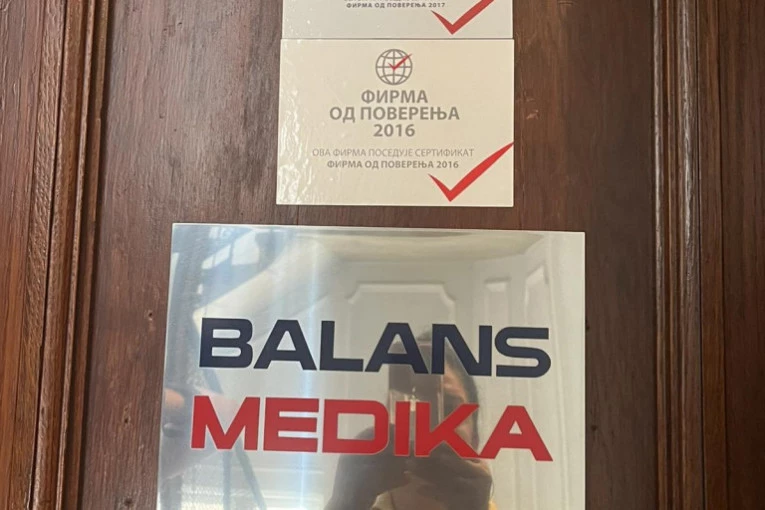 ФИРМА ОД ПОВЕРЕЊА 2017
ФИРМА
ОД ПОВЕРЕЊА
2016
ОВА ФИРМА ПОСЕДУЈЕ СЕРТИФИКАТ
ФИРМА ОД ПОВЕРЕЊА 2016
BALANS
MEDIKA